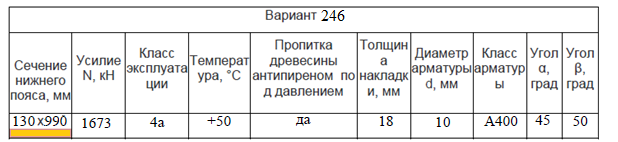 Вариант 246
Сечение нижнего пояса, мм
Усилие N, кН
Класс эксплуатации
Температура, °С
Пропитка древесины антипиреном под давлением
Толщина накладки, мм
Диаметр арматуры d, мм
Класс арматуры
Угол α, град
Угол β, град
130х990 1673 4а +50 да 18 10 А400 45 50